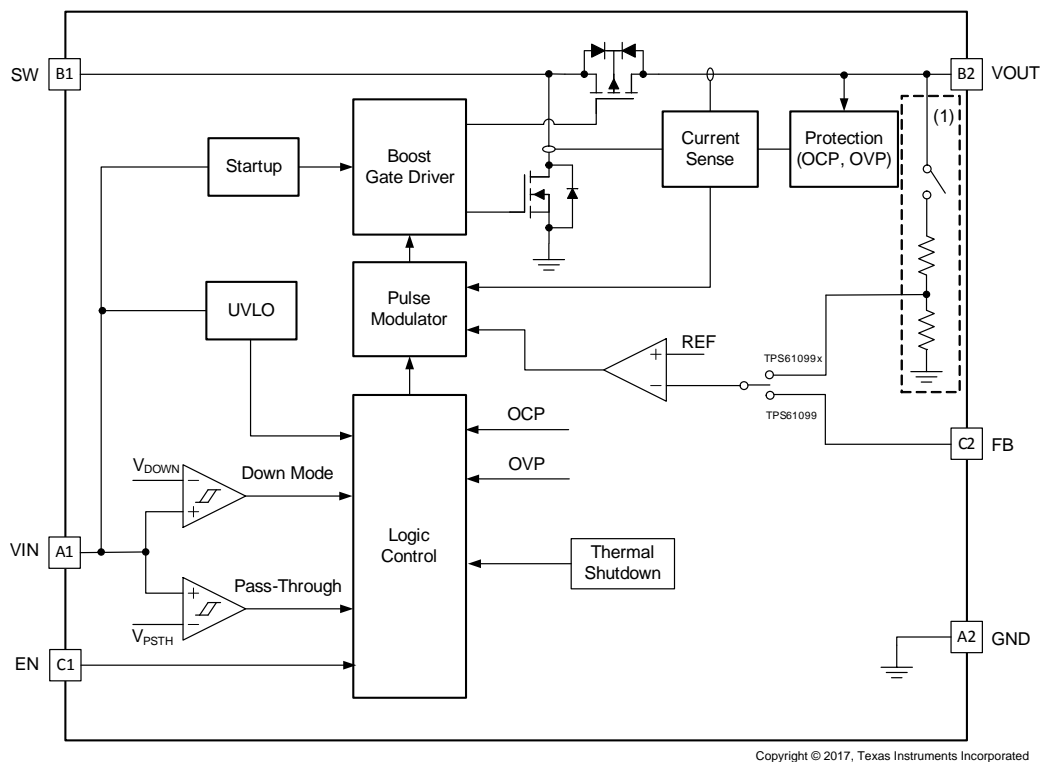 SW
B1
B2
VOUT
(1)
Startup
Boost
Gate Driver
Current
Sense
Protection
(OCP, OVP)
UVLO
Pulse
Modulator
REF
+
−
TPS61099x
TPS61099
C2
FB
OCP
OVP
VDOWN
−
+
Down Mode
VIN
A1
Logic
Control
Thermal
Shutdown
+
−
Pass-Through
VPSTH
EN
C1
A2
GND
Copyright © 2017, Texas Instruments Incorporated